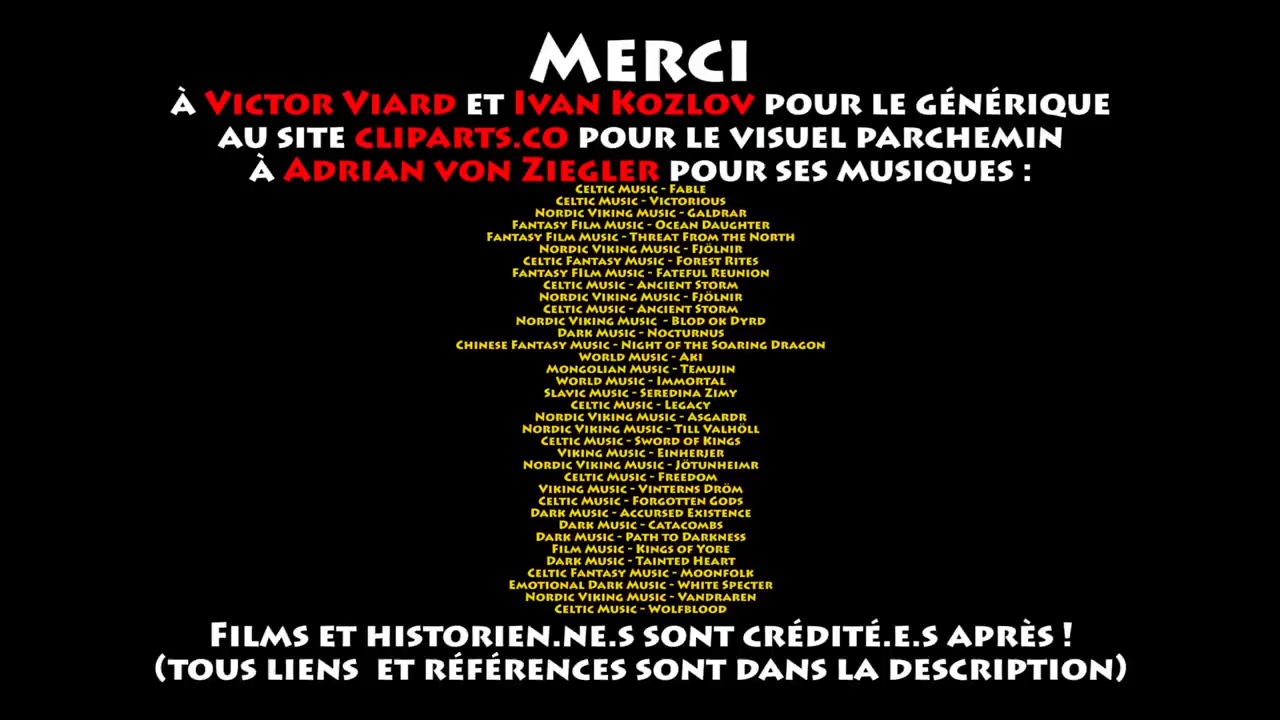 Merci
à Victor Viard et Ivan Kozlov pour le générique
au site cliparts.co pour le visuel parchemin
à Adrian von Ziegler pour ses musiques :
Celtic Music - Fable
Celtic Music - Victorious
Nordic Viking Music - Galdrar
Fantasy Film Music - Ocean Daughter
Fantasy Film Music - Threat From the North
Nordic Viking Music - Fjölnir
Celtic Fantasy Music - Forest Rites
Fantasy FIlm Music - Fateful Reunion
Celtic Music - Ancient Storm
Nordic Viking Music - Fjölnir
Celtic Music - Ancient Storm
Nordic Viking Music  - Blod ok Dyrd
Dark Music - Nocturnus
Chinese Fantasy Music - Night of the Soaring Dragon
World Music - Aki
Mongolian Music - Temujin
World Music - Immortal
Slavic Music - Seredina Zimy
Celtic Music - Legacy
Nordic Viking Music - Asgardr
Nordic Viking Music - Till Valhöll
Celtic Music - Sword of Kings
Viking Music - Einherjer
Nordic Viking Music - Jötunheimr
Celtic Music - Freedom
Viking Music - Vinterns Dröm
Celtic Music - Forgotten Gods
Dark Music - Accursed Existence
Dark Music - Catacombs
Dark Music - Path to Darkness
Film Music - Kings of Yore
Dark Music - Tainted Heart
Celtic Fantasy Music - Moonfolk
Emotional Dark Music - White Specter
Nordic Viking Music - Vandraren
Celtic Music - Wolfblood
Films et historien.ne.s sont crédité.e.s après !
(tous liens  et références sont dans la description)